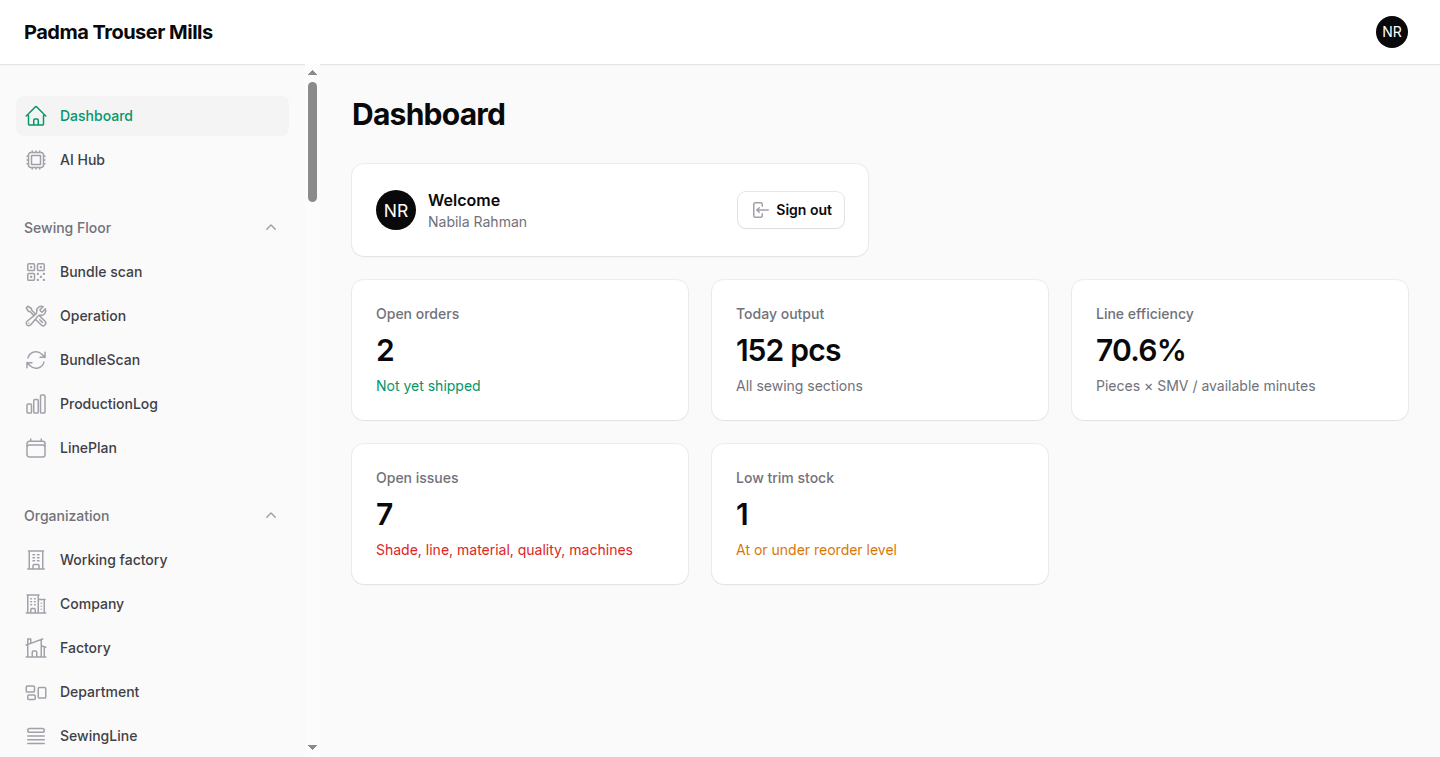 Padma Trouser Mills
NR
Dashboard
AI Hub
Sewing Floor
Bundle scan
Operation
BundleScan
ProductionLog
LinePlan
Organization
Working factory
Company
Factory
Department
SewingLine
Dashboard
NR
Welcome
Nabila Rahman
Sign out
Open orders
2
Not yet shipped
Today output
152 pcs
All sewing sections
Line efficiency
70.6%
Pieces × SMV / available minutes
Open issues
7
Shade, line, material, quality, machines
Low trim stock
1
At or under reorder level